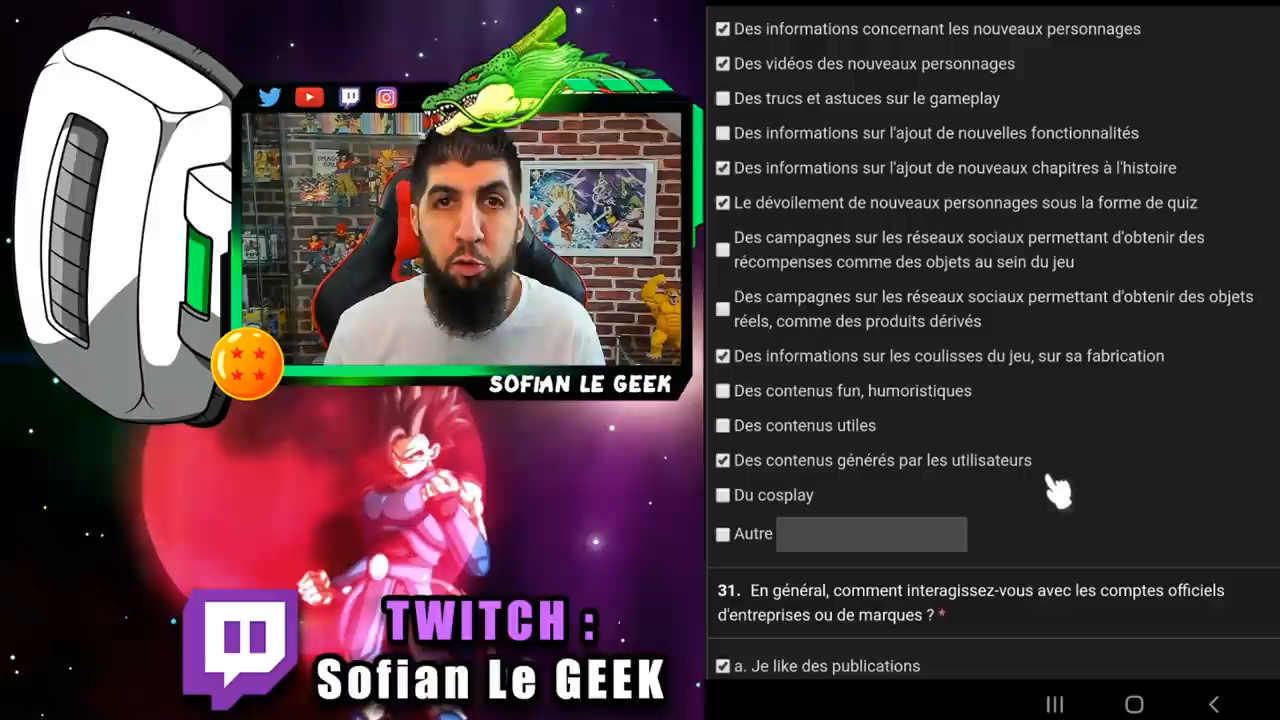 SOFIAN LE GEEK
TWITCH :
Sofian Le GEEK
Des informations concernant les nouveaux personnages
Des vidéos des nouveaux personnages
Des trucs et astuces sur le gameplay
Des informations sur l'ajout de nouvelles fonctionnalités
Des informations sur l'ajout de nouveaux chapitres à l'histoire
Le dévoilement de nouveaux personnages sous la forme de quiz
Des campagnes sur les réseaux sociaux permettant d'obtenir des
récompenses comme des objets au sein du jeu
Des campagnes sur les réseaux sociaux permettant d'obtenir des objets
réels, comme des produits dérivés
Des informations sur les coulisses du jeu, sur sa fabrication
Des contenus fun, humoristiques
Des contenus utiles
Des contenus générés par les utilisateurs
Du cosplay
Autre
31. En général, comment interagissez-vous avec les comptes officiels
d'entreprises ou de marques ? *
a. Je like des publications